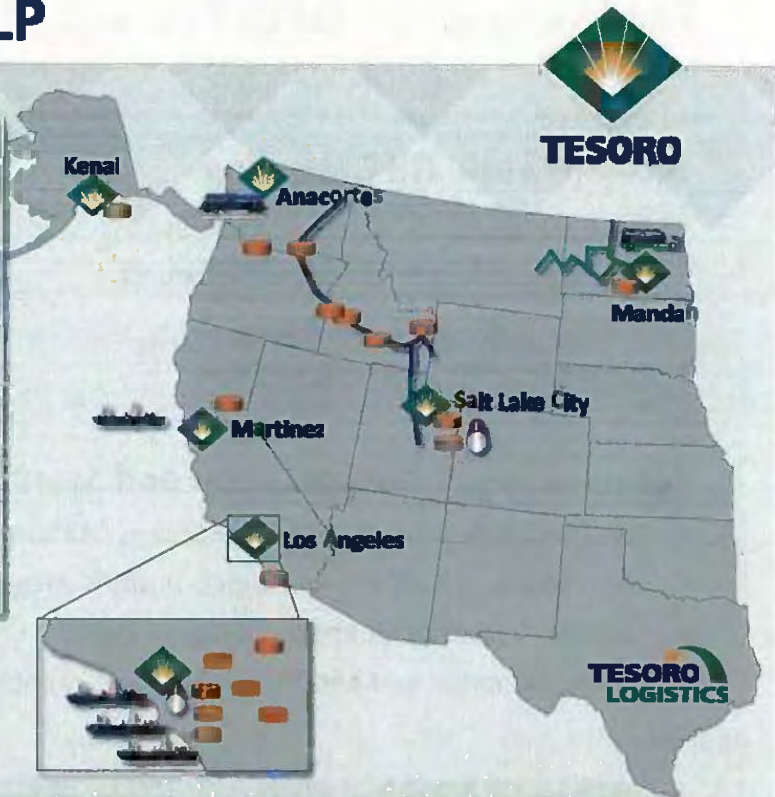 LP
TESORO
Kenai
Anacortes
Mandan
Salt Lake City
Martinez
Los Angeles
TESORO
LOGISTICS